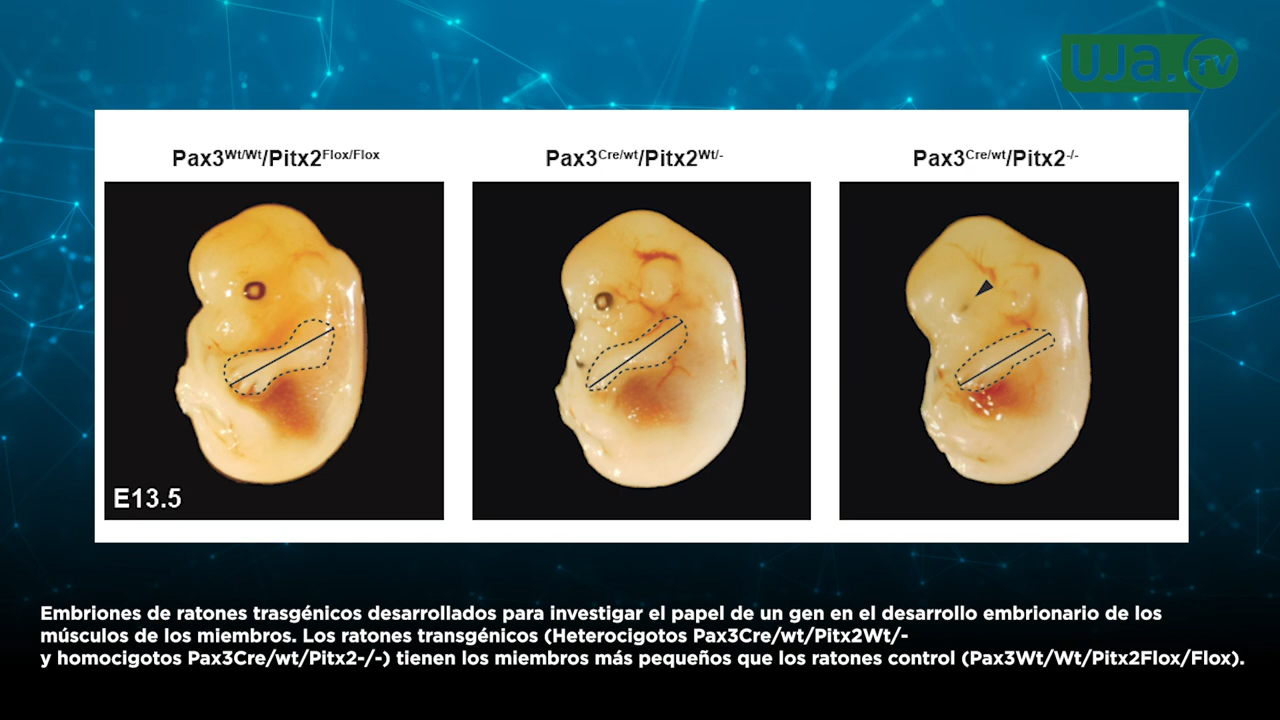 uja.TV
Pax3Wt/Wt/Pitx2Flox/Flox
Pax3Cre/wt/Pitx2Wt/-
Pax3Cre/wt/Pitx2-/-
E13.5
Embriones de ratones trasgénicos desarrollados para investigar el papel de un gen en el desarrollo embrionario de los
músculos de los miembros. Los ratones transgénicos (Heterocigotos Pax3Cre/wt/Pitx2Wt/-
y homocigotos Pax3Cre/wt/Pitx2-/-) tienen los miembros más pequeños que los ratones control (Pax3Wt/Wt/Pitx2Flox/Flox).